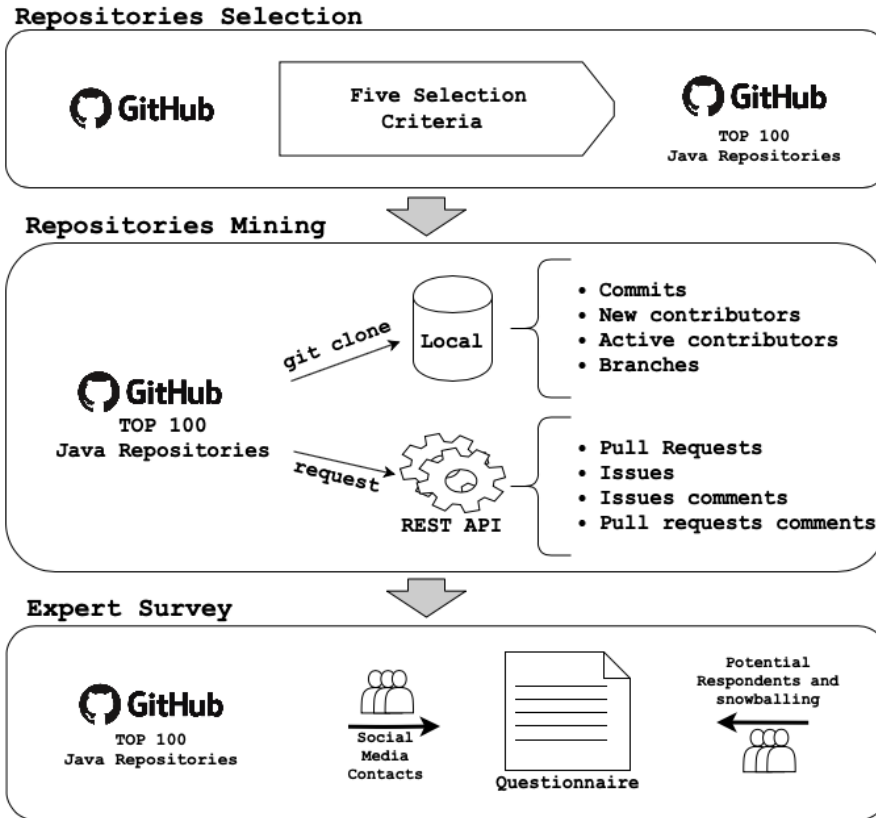 Repositories Selection
GitHub
Five Selection
Criteria
GitHub
TOP 100
Java Repositories
Repositories Mining
git clone
Local
• Commits
• New contributors
• Active contributors
• Branches
GitHub
TOP 100
Java Repositories
request
REST API
• Pull Requests
• Issues
• Issues comments
• Pull requests comments
Expert Survey
GitHub
TOP 100
Java Repositories
Social
Media
Contacts
Questionnaire
Potential
Respondents and
snowballing